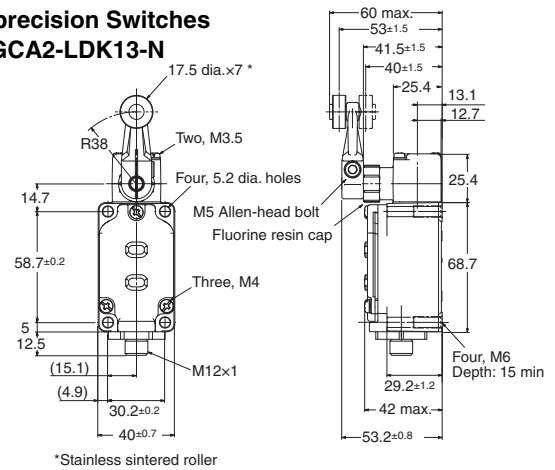 precision Switches
GCA2-LDK13-N
17.5 dia.×7 *
R38
Two, M3.5
Four, 5.2 dia. holes
14.7
58.7±0.2
Three, M4
5
12.5
(15.1)
M12×1
(4.9)
30.2±0.2
40±0.7
*Stainless sintered roller
60 max.
53±1.5
41.5±1.5
40±1.5
25.4
13.1
12.7
25.4
M5 Allen-head bolt
Fluorine resin cap
68.7
Four, M6
Depth: 15 min
29.2±1.2
42 max.
53.2±0.8